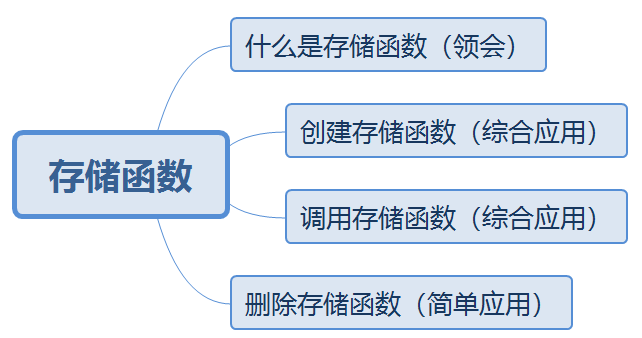 什么是存储函数（领会）
创建存储函数（综合应用）
存储函数
调用存储函数（综合应用）
删除存储函数（简单应用）